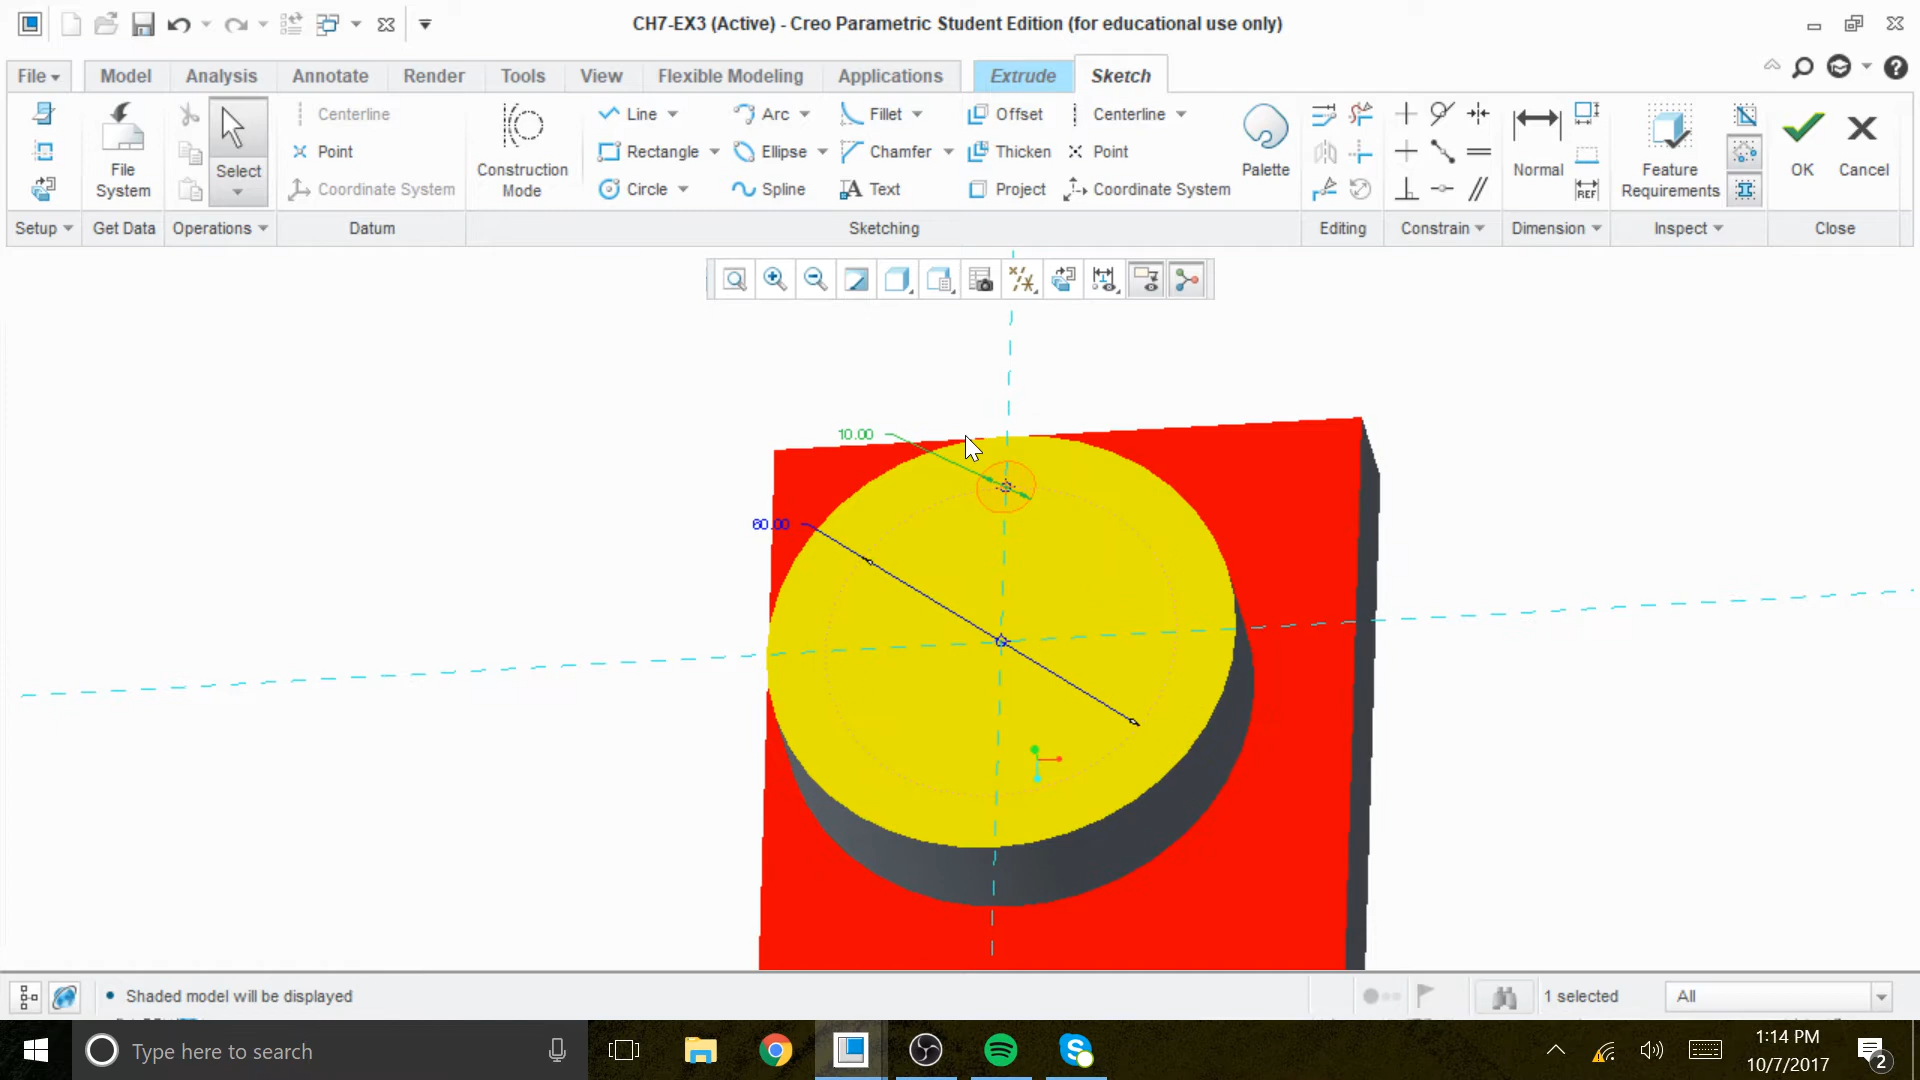 CH7-EX3 (Active) - Creo Parametric Student Edition (for educational use only)
File Model Analysis Annotate Render Tools View Flexible Modeling Applications Extrude Sketch
Centerline Line Arc Fillet Offset Centerline
Point Rectangle Ellipse Chamfer Thicken Point
Coordinate System Circle Spline Text Project Coordinate System
File System
Select
Construction Mode
Palette
Normal
REF
Feature Requirements
OK
Cancel
Setup Get Data Operations Datum Sketching Editing Constrain Dimension Inspect Close
10.00
60.00
Shaded model will be displayed
1 selected
All
Type here to search
1:14 PM
10/7/2017
2